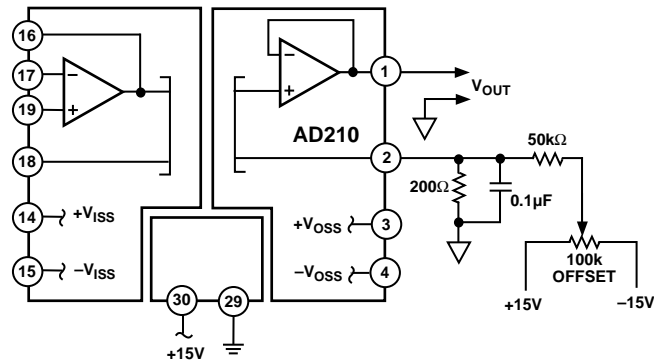 16
17
–
19
+
18
14
+VISS
15
–VISS
30
29
+15V
–
+
1
VOUT
AD210
2
50kΩ
200Ω
0.1µF
+VOSS
3
–VOSS
4
100k
OFFSET
+15V
–15V